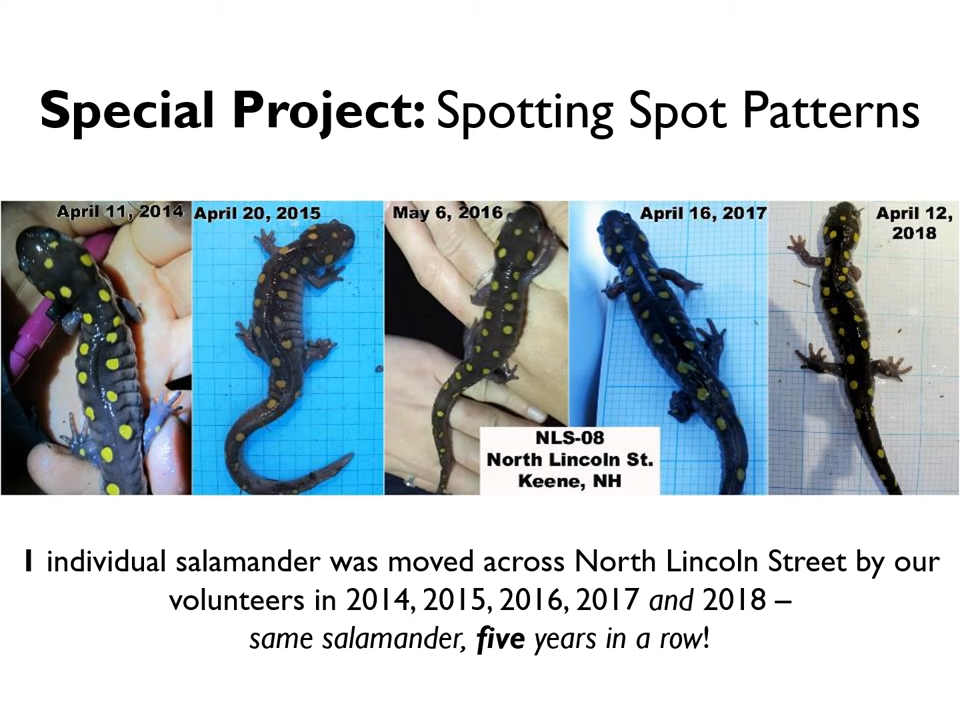 Special Project: Spotting Spot Patterns
April 11, 2014
April 20, 2015
May 6, 2016
April 16, 2017
April 12,
2018
NLS-08
North Lincoln St.
Keene, NH
1 individual salamander was moved across North Lincoln Street by our
volunteers in 2014, 2015, 2016, 2017 and 2018 –
same salamander, five years in a row!